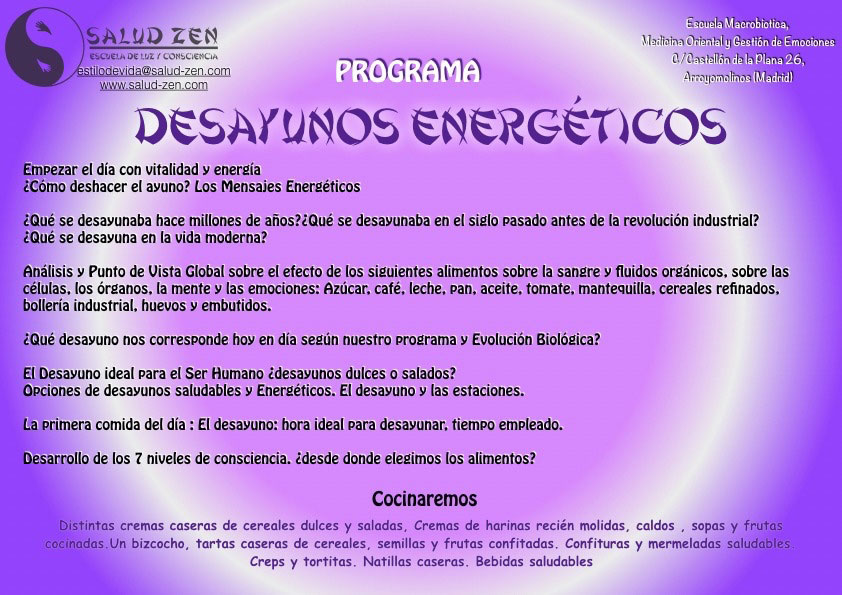 SALUD ZEN
ESCUELA DE LUZ Y CONSCIENCIA
estilodevida@salud-zen.com
www.salud-zen.com
Escuela Macrobiotica,
Medicina Oriental y Gestión de Emociones
C/Castellón de la Plana 26,
Arroyomolinos (Madrid)
PROGRAMA
DESAYUNOS ENERGÉTICOS
Empezar el día con vitalidad y energía
¿Cómo deshacer el ayuno? Los Mensajes Energéticos
¿Qué se desayunaba hace millones de años?¿Qué se desayunaba en el siglo pasado antes de la revolución industrial?
¿Qué se desayuna en la vida moderna?
Análisis y Punto de Vista Global sobre el efecto de los siguientes alimentos sobre la sangre y fluidos orgánicos, sobre las
células, los órganos, la mente y las emociones: Azúcar, café, leche, pan, aceite, tomate, mantequilla, cereales refinados,
bollería industrial, huevos y embutidos.
¿Qué desayuno nos corresponde hoy en día según nuestro programa y Evolución Biológica?
El Desayuno ideal para el Ser Humano ¿desayunos dulces o salados?
Opciones de desayunos saludables y Energéticos. El desayuno y las estaciones.
La primera comida del día : El desayuno: hora ideal para desayunar, tiempo empleado.
Desarrollo de los 7 niveles de consciencia. ¿desde donde elegimos los alimentos?
Cocinaremos
Distintas cremas caseras de cereales dulces y saladas, Cremas de harinas recién molidas, caldos , sopas y frutas
cocinadas.Un bizcocho, tartas caseras de cereales, semillas y frutas confitadas. Confituras y mermeladas saludables.
Creps y tortitas. Natillas caseras. Bebidas saludables